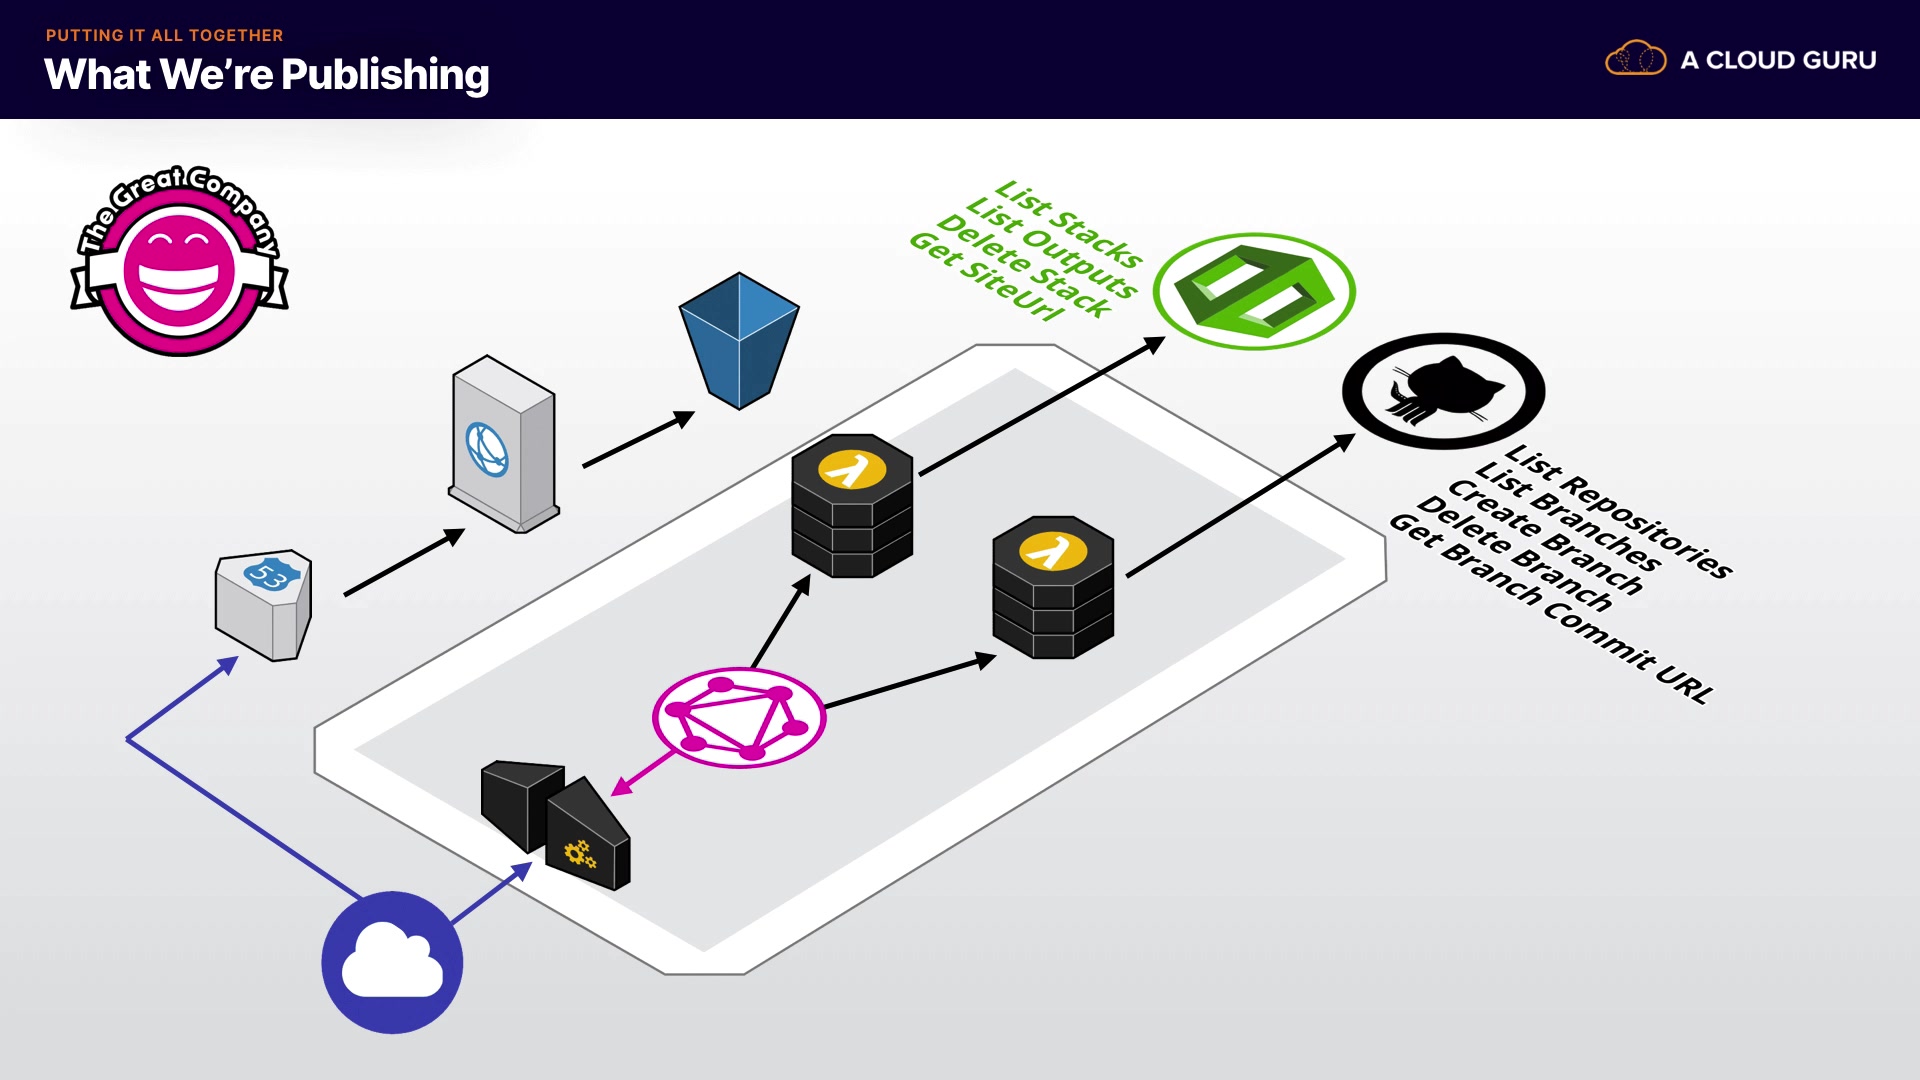 PUTTING IT ALL TOGETHER
What We're Publishing
A CLOUD GURU
The Great Company
List Stacks
List Outputs
Delete Stack
Get SiteUrl
List Repositories
List Branches
Create Branch
Delete Branch
Get Branch Commit URL
53
λ
λ